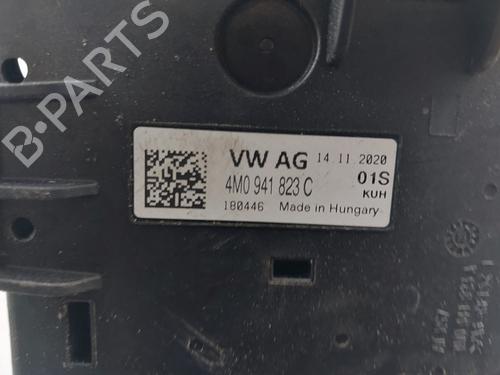 B-PARTS
VW AG 14.11.2020
4M0 941 823 C 01S
KUH
180446 Made in Hungary